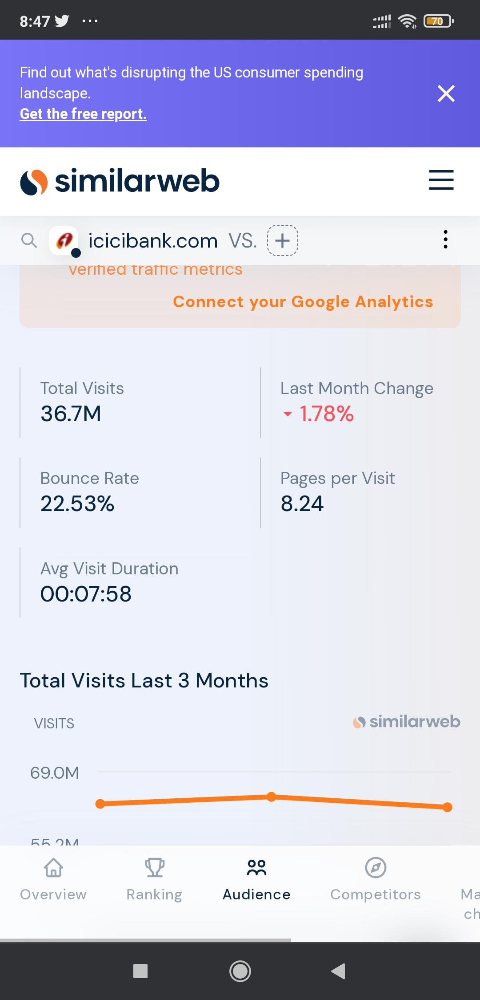 8:47
70
Find out what's disrupting the US consumer spending
landscape.
Get the free report.
similarweb
icicibank.com VS.
verified traffic metrics
Connect your Google Analytics
Total Visits
36.7M
Last Month Change
1.78%
Bounce Rate
22.53%
Pages per Visit
8.24
Avg Visit Duration
00:07:58
Total Visits Last 3 Months
VISITS
similarweb
69.0M
55.2M
Overview
Ranking
Audience
Competitors
Ma
ch